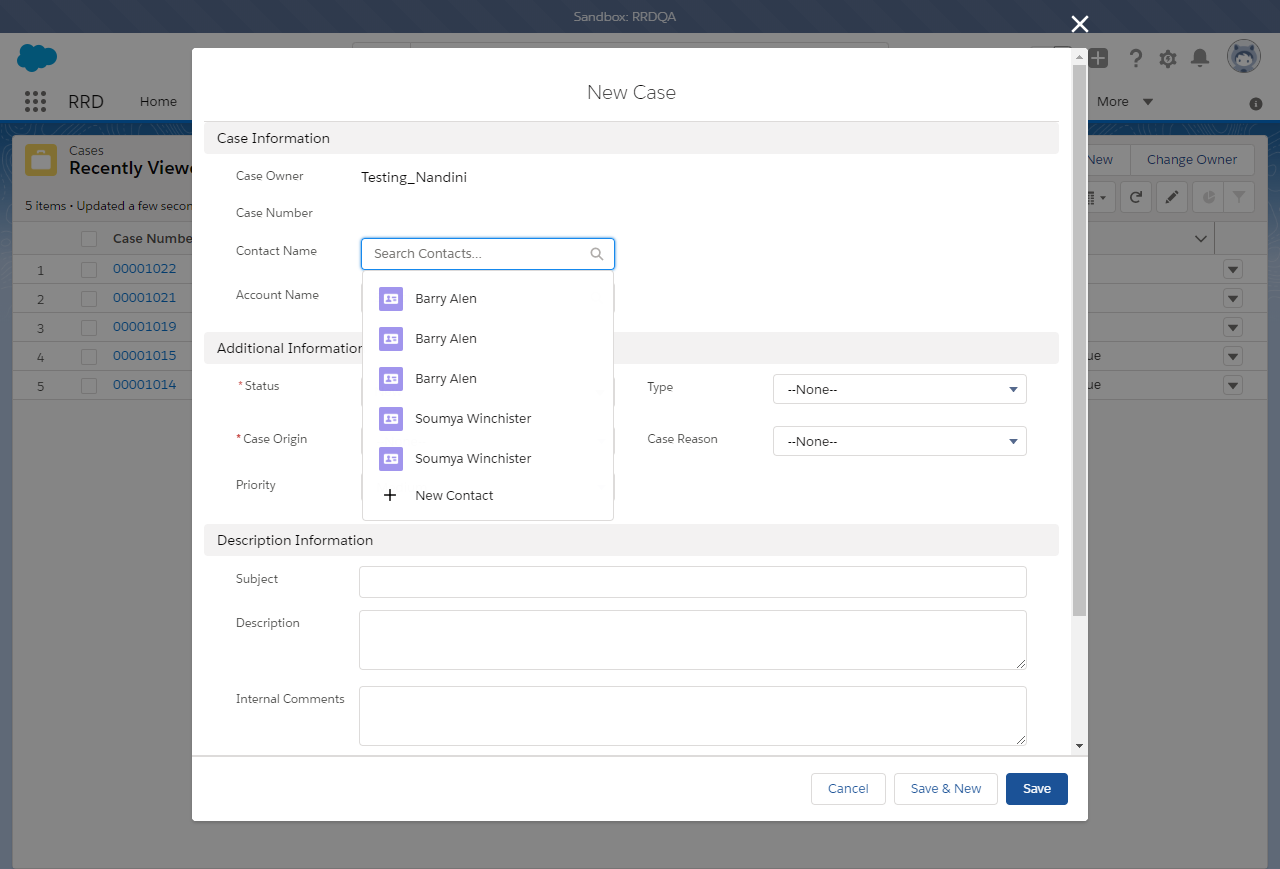 Sandbox: RRDQA
RRD
Home
More
Cases
Recently Viewe
New
Change Owner
5 items • Updated a few secon
Case Numbe
1
00001022
2
00001021
3
00001019
4
00001015
ue
5
00001014
ue
New Case
Case Information
Case Owner
Testing_Nandini
Case Number
Contact Name
Search Contacts...
Barry Alen
Barry Alen
Barry Alen
Soumya Winchister
Soumya Winchister
New Contact
Account Name
Additional Information
*Status
Type
--None--
* Case Origin
Case Reason
--None--
Priority
Description Information
Subject
Description
Internal Comments
Cancel
Save & New
Save